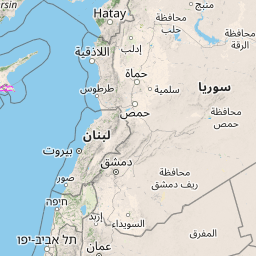 ersin
Hatay
منبج
محافظة
حلب
محافظة
الرقة
إدلب
اللاذقية
حماة
سلمية
سوريا
طرطوس
حمص
محافظة
حمص
لبنان
بيروت
دمشق
محافظة
ريف دمشق
صور
חיפה
إربد
السويداء
תל אביב-יפו
عمان
المفرق